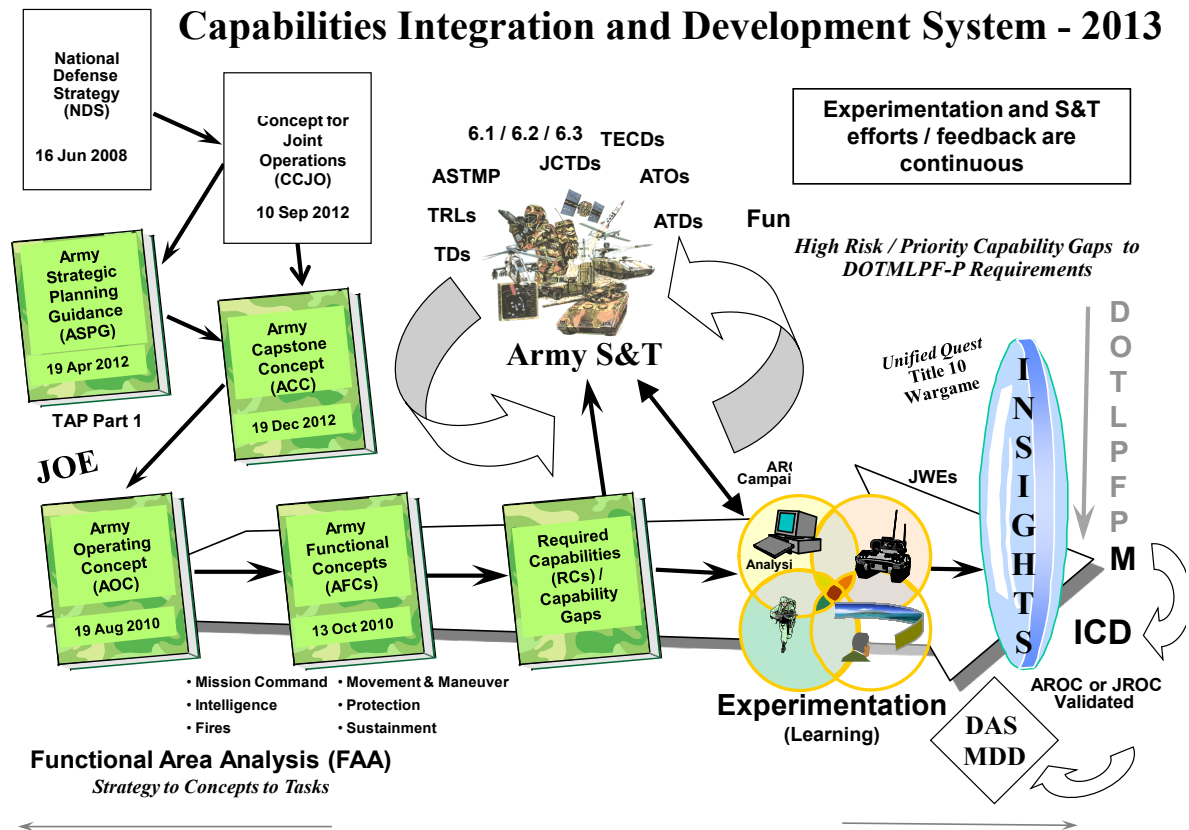 Capabilities Integration and Development System - 2013
National
Defense
Strategy
(NDS)
16 Jun 2008
Concept for
Joint
Operations
(CCJO)
10 Sep 2012
6.1 / 6.2 / 6.3
TECDs
JCTDs
ASTMP
ATOs
TRLs
ATDs
TDs
Army S&T
Experimentation and S&T
efforts / feedback are
continuous
Fun
High Risk / Priority Capability Gaps to
DOTMLPF-P Requirements
Army
Strategic
Planning
Guidance
(ASPG)
19 Apr 2012
TAP Part 1
Army
Capstone
Concept
(ACC)
19 Dec 2012
JOE
Unified Quest
Title 10
Wargame
INSIGHTS
DOTLPFP
M
ICD
AROC or JROC
Validated
Army
Operating
Concept
(AOC)
19 Aug 2010
Army
Functional
Concepts
(AFCs)
13 Oct 2010
Required
Capabilities
(RCs) /
Capability
Gaps
Campai
JWEs
Analysi
• Mission Command
• Intelligence
• Fires
• Movement & Maneuver
• Protection
• Sustainment
Experimentation
(Learning)
DAS
MDD
Functional Area Analysis (FAA)
Strategy to Concepts to Tasks